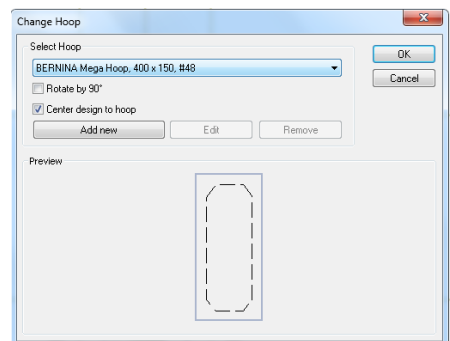 Change Hoop
Select Hoop
BERNINA Mega Hoop, 400 x 150, #48
Rotate by 90°
Center design to hoop
Add new
Edit
Remove
OK
Cancel
Preview